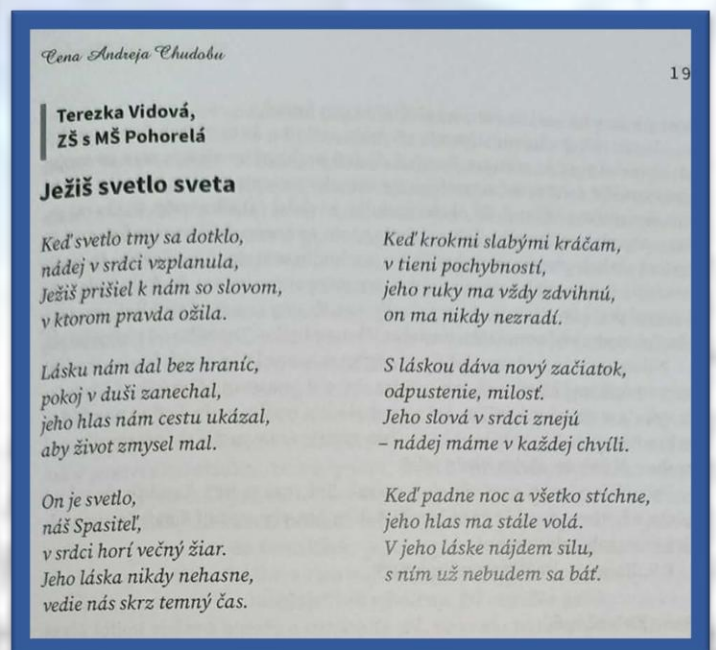 Cena Andreja Chudobu
19
Terezka Vidová,
ZŠ s MŠ Pohorelá
Ježiš svetlo sveta
Keď svetlo tmy sa dotklo,
nádej v srdci vzplanula,
Ježiš prišiel k nám so slovom,
v ktorom pravda ožila.
Lásku nám dal bez hraníc,
pokoj v duši zanechal,
jeho hlas nám cestu ukázal,
aby život zmysel mal.
On je svetlo,
náš Spasiteľ,
v srdci horí večný žiar.
Jeho láska nikdy nehasne,
vedie nás skrz temný čas.
Keď krokmi slabými kráčam,
v tieni pochybností,
jeho ruky ma vždy zdvihnú,
on ma nikdy nezradí.
S láskou dáva nový začiatok,
odpustenie, milosť.
Jeho slová v srdci znejú
– nádej máme v každej chvíli.
Keď padne noc a všetko stíchne,
jeho hlas ma stále volá.
V jeho láske nájdem silu,
s ním už nebudem sa báť.